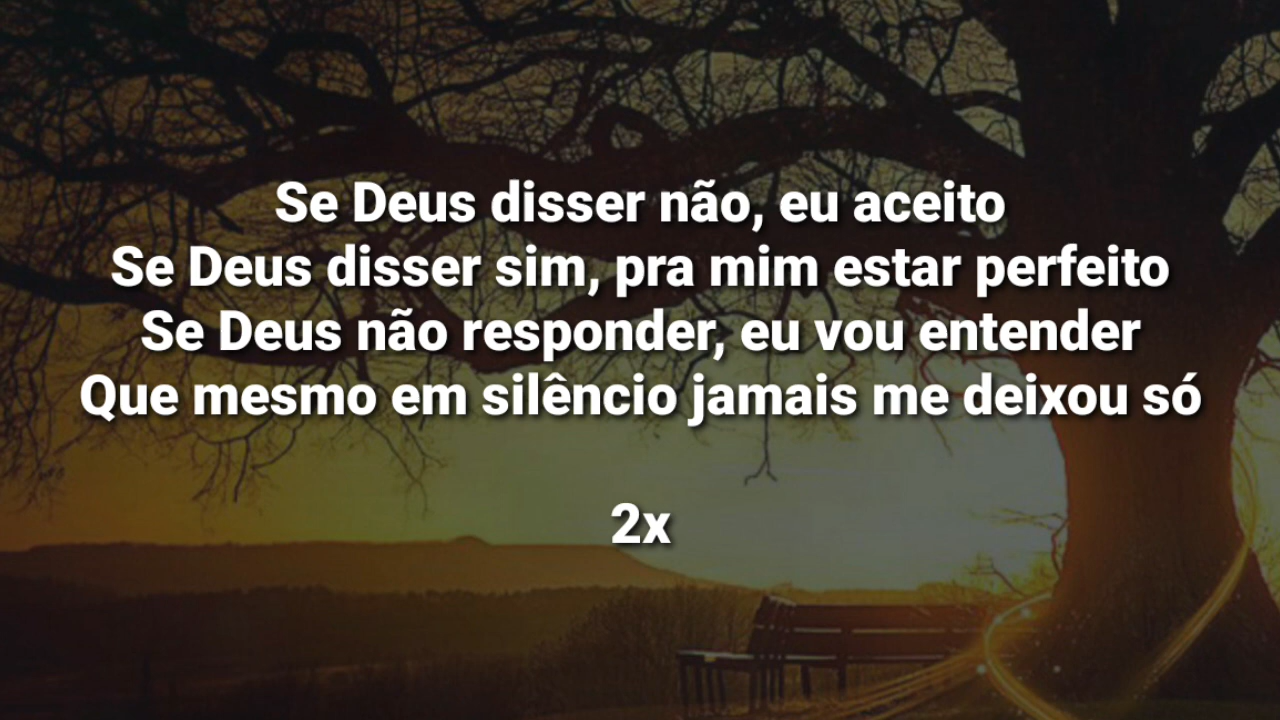 Se Deus disser não, eu aceito
Se Deus disser sim, pra mim estar perfeito
Se Deus não responder, eu vou entender
Que mesmo em silêncio jamais me deixou só
2x